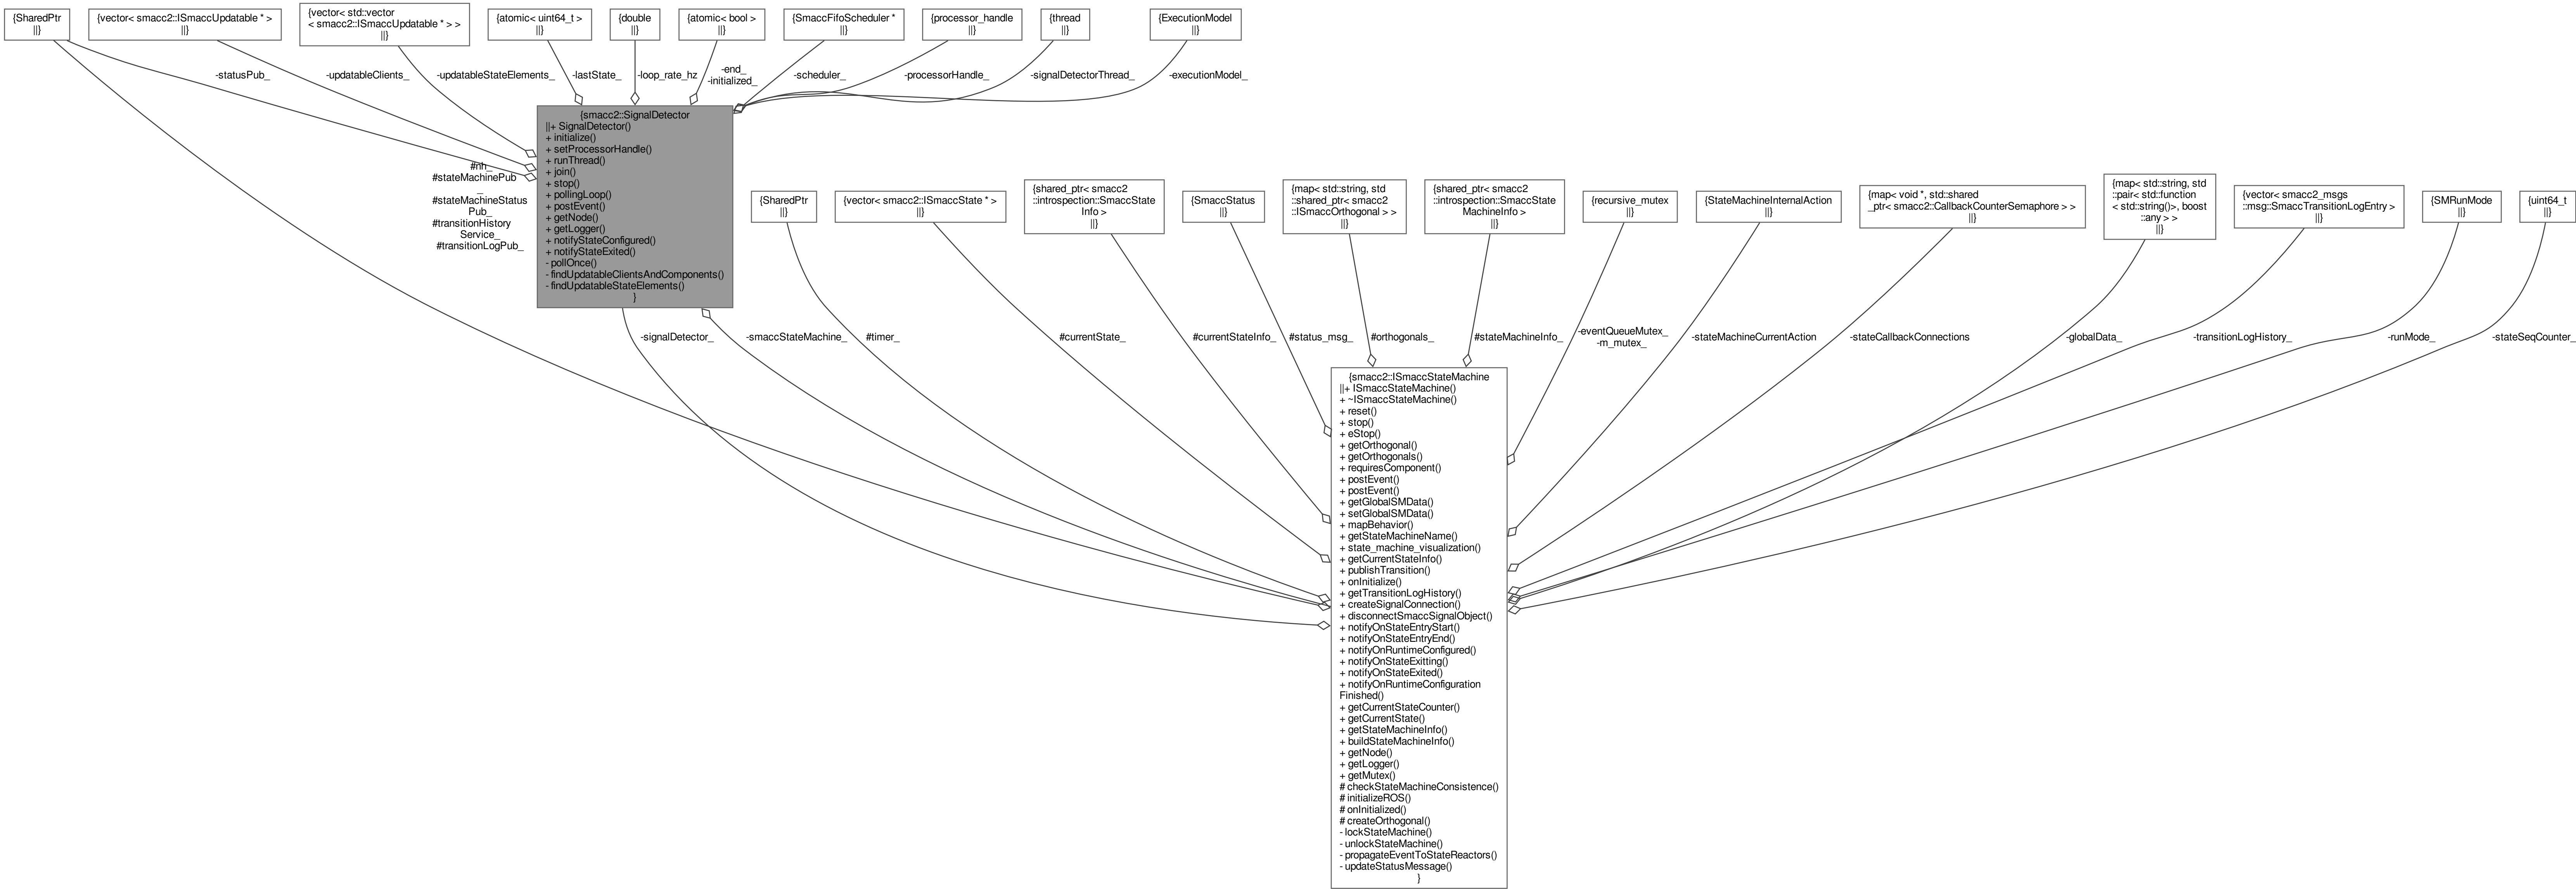 {SharedPtr
||}
{vector< smacc2::ISmaccUpdatable * >
||}
{vector< std::vector
< smacc2::ISmaccUpdatable * > >
||}
{atomic< uint64_t >
||}
{double
||}
{atomic< bool >
||}
{SmaccFifoScheduler *
||}
{processor_handle
||}
{thread
||}
{ExecutionModel
||}
-statusPub_
-updatableClients_
-updatableStateElements_
-lastState_
-loop_rate_hz
-end_
-initialized_
-scheduler_
-processorHandle_
-signalDetectorThread_
-executionModel_
{smacc2::SignalDetector
||+ SignalDetector()
+ initialize()
+ setProcessorHandle()
+ runThread()
+ join()
+ stop()
+ pollingLoop()
+ postEvent()
+ getNode()
+ getLogger()
+ notifyStateConfigured()
+ notifyStateExited()
- pollOnce()
- findUpdatableClientsAndComponents()
- findUpdatableStateElements()
}
#nh_
#stateMachinePub
_
#stateMachineStatus
Pub_
#transitionHistory
Service_
#transitionLogPub_
{SharedPtr
||}
{vector< smacc2::ISmaccState * >
||}
{shared_ptr< smacc2
::introspection::SmaccState
Info >
||}
{SmaccStatus
||}
{map< std::string, std
::shared_ptr< smacc2
::ISmaccOrthogonal > >
||}
{shared_ptr< smacc2
::introspection::SmaccState
MachineInfo >
||}
{recursive_mutex
||}
{StateMachineInternalAction
||}
{map< void *, std::shared
_ptr< smacc2::CallbackCounterSemaphore > >
||}
{map< std::string, std
::pair< std::function
< std::string()>, boost
::any > >
||}
{vector< smacc2_msgs
::msg::SmaccTransitionLogEntry >
||}
{SMRunMode
||}
{uint64_t
||}
-signalDetector_
-smaccStateMachine_
#timer_
#currentState_
#currentStateInfo_
#status_msg_
#orthogonals_
#stateMachineInfo_
-eventQueueMutex_
-m_mutex_
-stateMachineCurrentAction
-stateCallbackConnections
-globalData_
-transitionLogHistory_
-runMode_
-stateSeqCounter_
{smacc2::ISmaccStateMachine
||+ ISmaccStateMachine()
+ ~ISmaccStateMachine()
+ reset()
+ stop()
+ eStop()
+ getOrthogonal()
+ getOrthogonals()
+ requiresComponent()
+ postEvent()
+ postEvent()
+ getGlobalSMData()
+ setGlobalSMData()
+ mapBehavior()
+ getStateMachineName()
+ state_machine_visualization()
+ getCurrentStateInfo()
+ publishTransition()
+ onInitialize()
+ getTransitionLogHistory()
+ createSignalConnection()
+ disconnectSmaccSignalObject()
+ notifyOnStateEntryStart()
+ notifyOnStateEntryEnd()
+ notifyOnRuntimeConfigured()
+ notifyOnStateExitting()
+ notifyOnStateExited()
+ notifyOnRuntimeConfiguration
Finished()
+ getCurrentStateCounter()
+ getCurrentState()
+ getStateMachineInfo()
+ buildStateMachineInfo()
+ getNode()
+ getLogger()
+ getMutex()
# checkStateMachineConsistence()
# initializeROS()
# onInitialized()
# createOrthogonal()
- lockStateMachine()
- unlockStateMachine()
- propagateEventToStateReactors()
- updateStatusMessage()
}